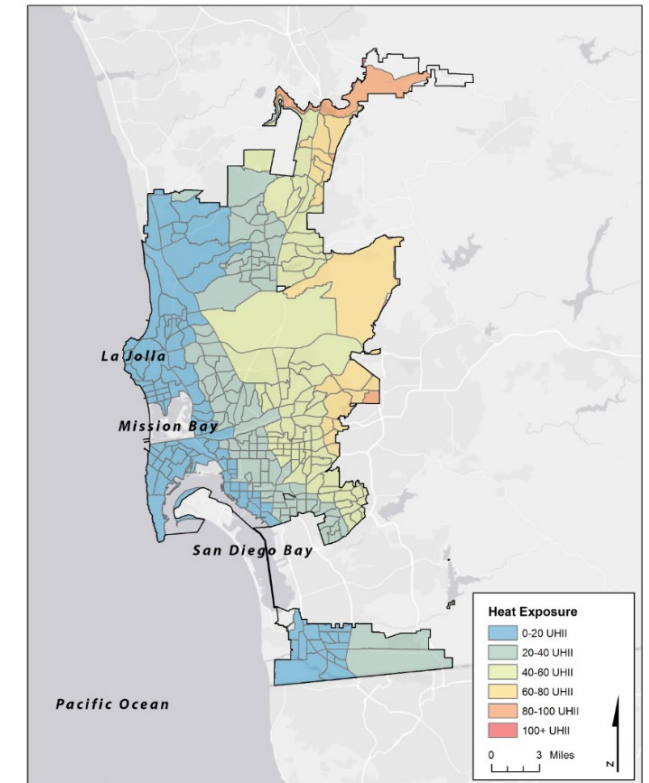 La Jolla
Mission Bay
San Diego Bay
Pacific Ocean
Heat Exposure
0-20 UHII
20-40 UHII
40-60 UHII
60-80 UHII
80-100 UHII
100+ UHII
0 3 Miles
N